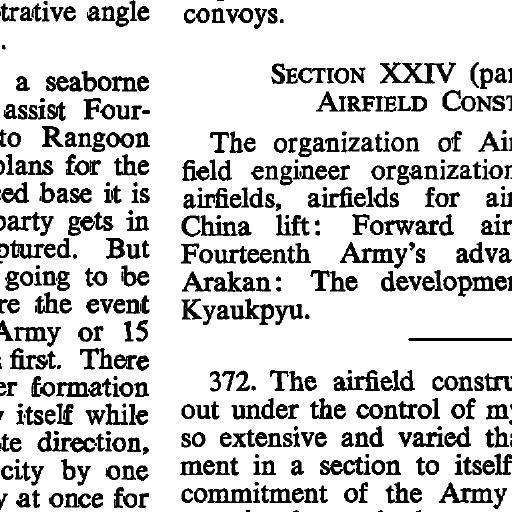 trative angle
.
a seaborne
assist Four-
to Rangoon
plans for the
ed base it is
party gets in
ptured. But
going to be
re the event
Army or 15
first. There
er formation
itself while
te direction,
city by one
at once for
convoys.
SECTION XXIV (par
AIRFIELD CONST
The organization of Air
field engineer organization
airfields, airfields for air
China lift: Forward air
Fourteenth Army's adva
Arakan: The developme
Kyaukpyu.
372. The airfield constru
out under the control of my
so extensive and varied tha
ment in a section to itself
commitment of the Army